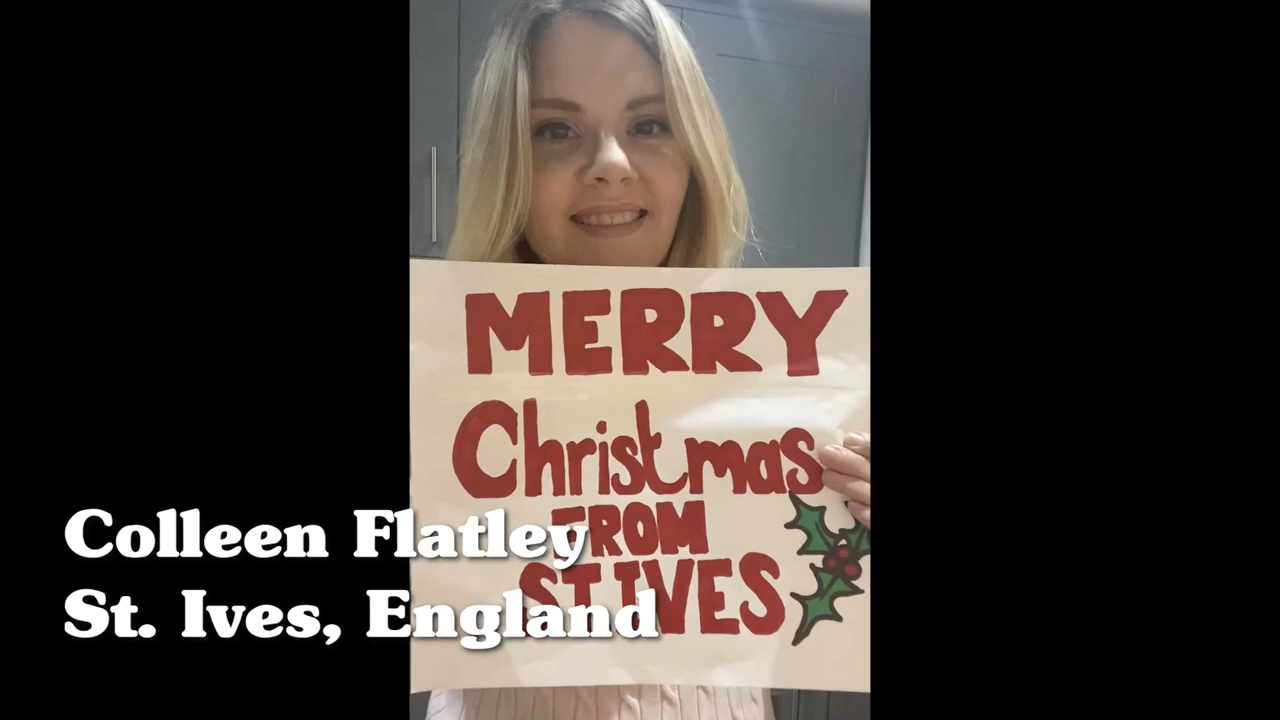 MERRY
Christmas
FROM
ST IVES
Colleen Flatley
St. Ives, England